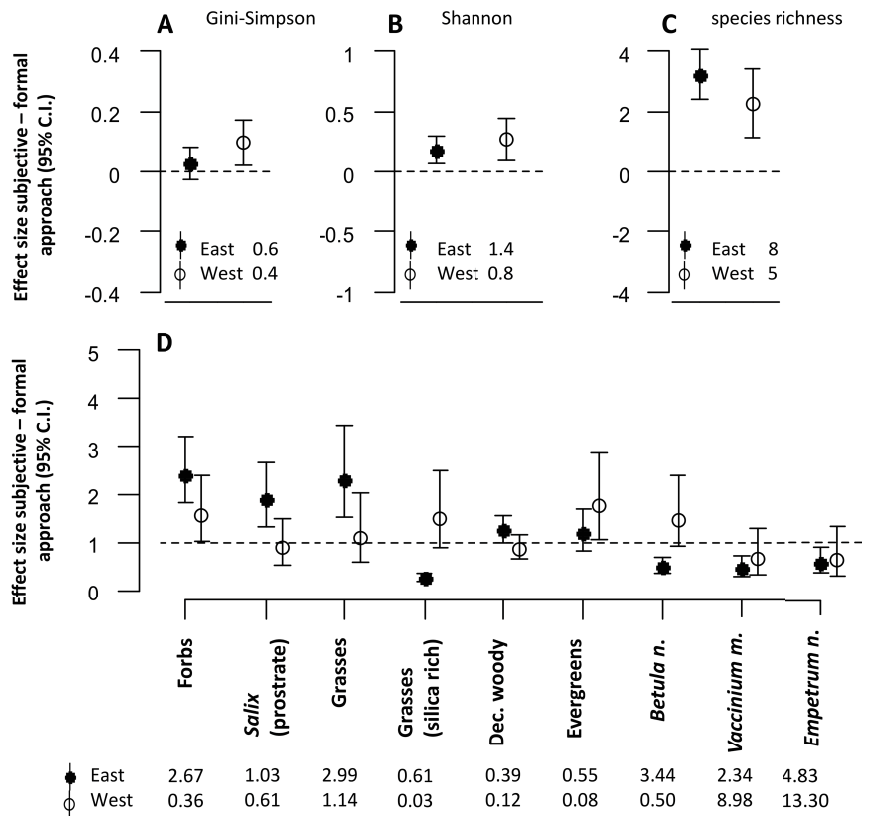 A Gini-Simpson
B Shannon
C species richness
Effect size subjective – formal
approach (95% C.I.)
0.4
0.2
0
-0.2
-0.4
East 0.6
West 0.4
1
0.5
0
-0.5
-1
East 1.4
West 0.8
4
2
0
-2
-4
East 8
West 5
D
Effect size subjective – formal
approach (95% C.I.)
5
4
3
2
1
0
Forbs
Salix
(prostrate)
Grasses
Grasses
(silica rich)
Dec. woody
Evergreens
Betula n.
Vaccinium m.
Empetrum n.
East 2.67 1.03 2.99 0.61 0.39 0.55 3.44 2.34 4.83
West 0.36 0.61 1.14 0.03 0.12 0.08 0.50 8.98 13.30